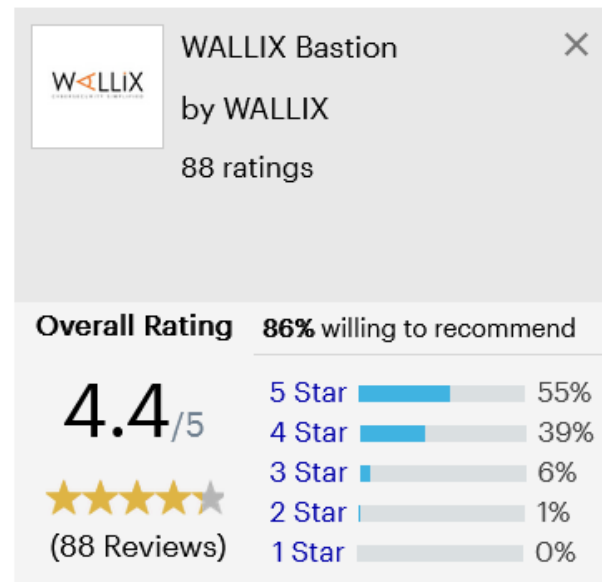 WALLIX
CYBERSECURITY SIMPLIFIED
WALLIX Bastion
by WALLIX
88 ratings
Overall Rating
86% willing to recommend
4.4/5
(88 Reviews)
5 Star 55%
4 Star 39%
3 Star 6%
2 Star 1%
1 Star 0%